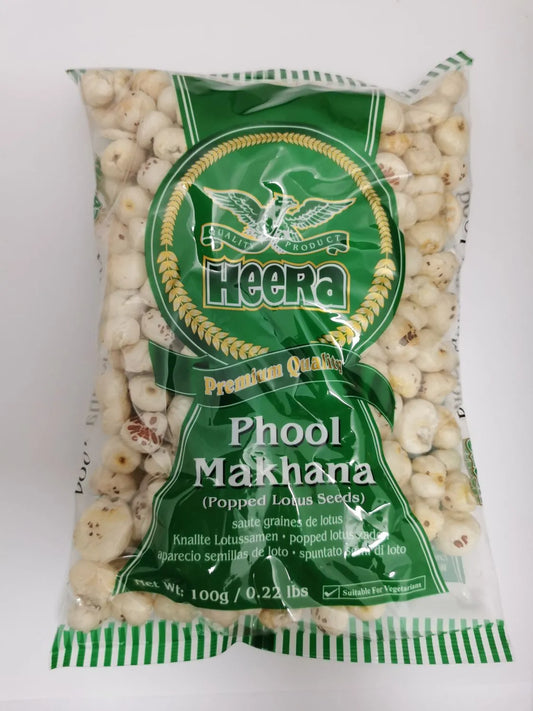 QUALITY PRODUCT
HEERA
Premium Quality
Phool
Makhana
(Popped Lotus Seeds)
saute graines de lotus
Knallte Lotussamen • popped lotus
aparecio semillas de loto • spuntato semi di loto
Net Wt: 100g / 0.22 lbs
Suitable For Vegetarians